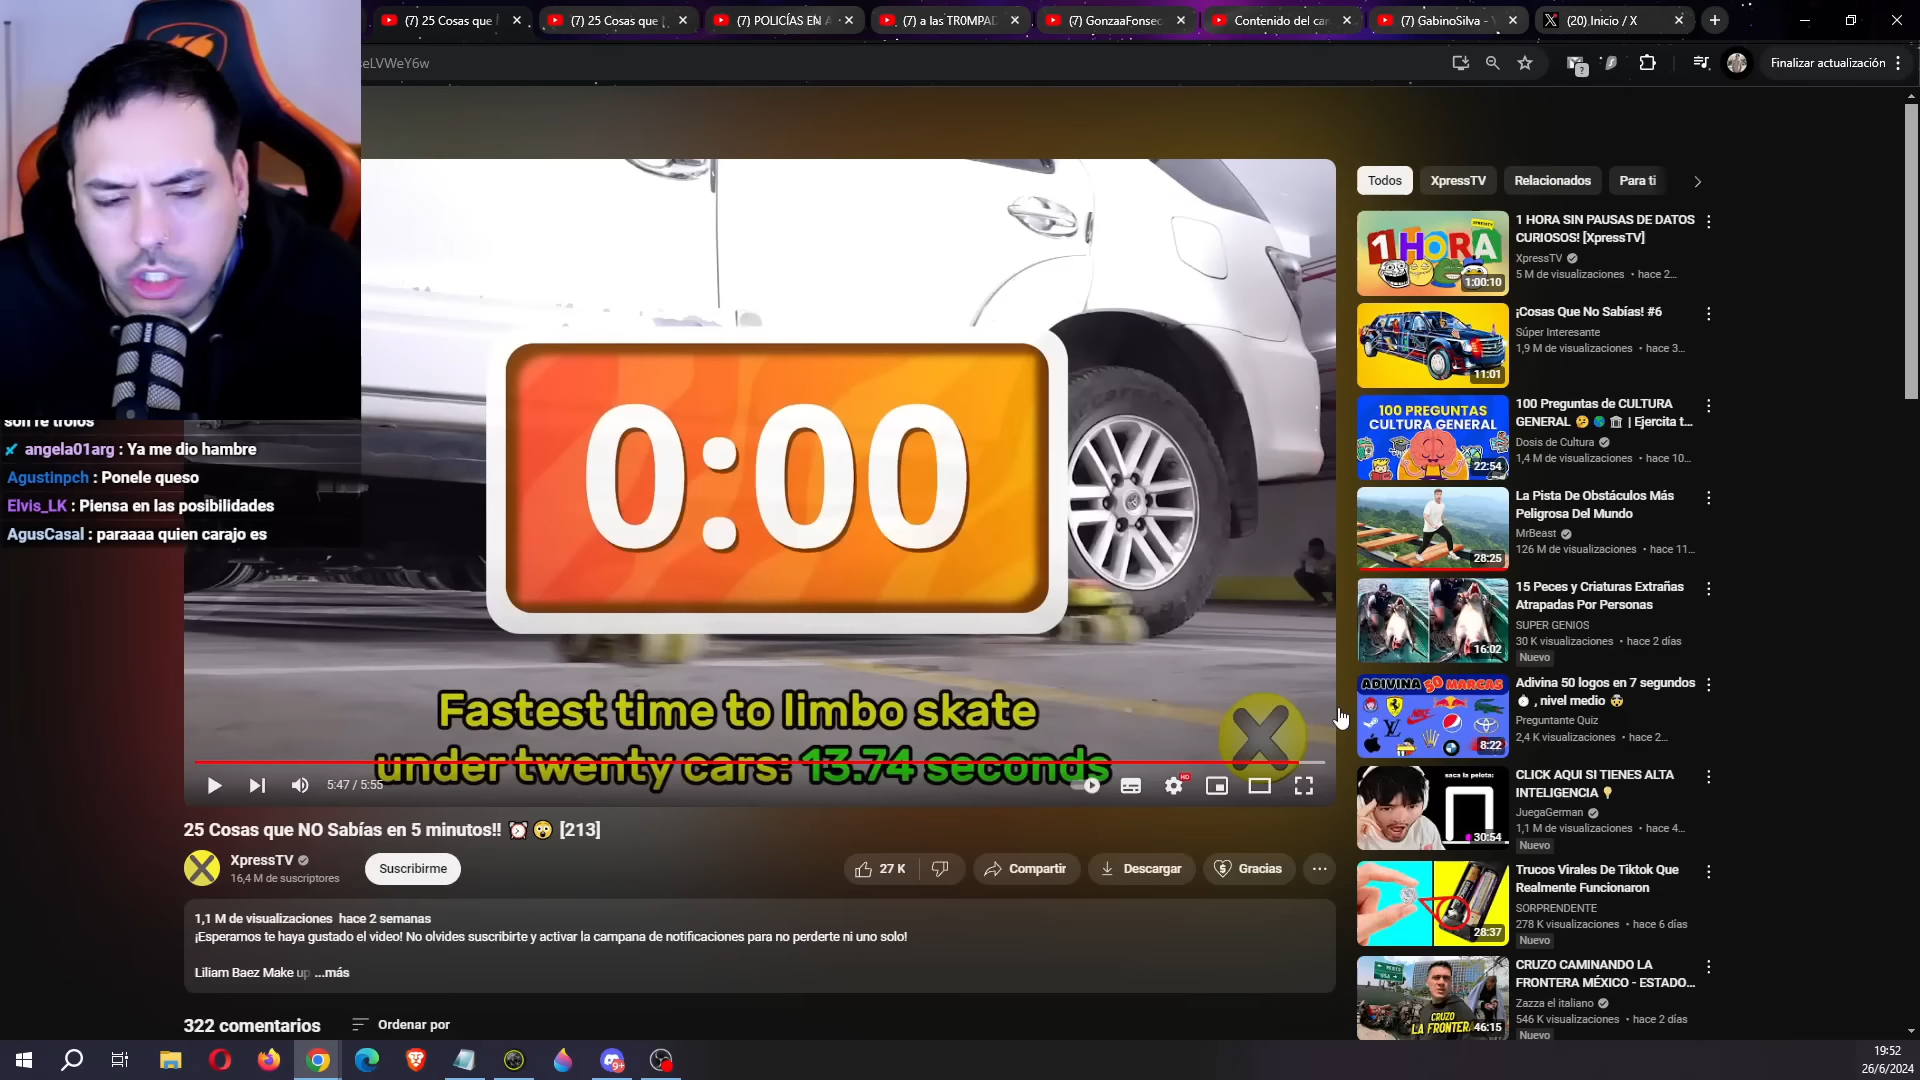 (7) 25 Cosas que
(7) 25 Cosas que
(7) POLICÍAS EN A
(7) a las TR0MPAD
(7) GonzaaFonsec
Contenido del can
(7) GabinoSilva -
(20) Inicio / X
eLVWeY6w
Finalizar actualización
COUGAR
0:00
Fastest time to limbo skate
under twenty cars: 13.74 seconds
X
5:47 / 5:55
HD
son re trolos
angela01arg : Ya me dio hambre
Agustinpch : Ponele queso
Elvis_LK : Piensa en las posibilidades
AgusCasal : paraaaa quien carajo es
25 Cosas que NO Sabías en 5 minutos!! ⏰😲 [213]
XpressTV
16,4 M de suscriptores
Suscribirme
27 K
Compartir
Descargar
Gracias
1,1 M de visualizaciones hace 2 semanas
¡Esperamos te haya gustado el video! No olvides suscribirte y activar la campana de notificaciones para no perderte ni uno solo!
Liliam Baez Make up ...más
322 comentarios
Ordenar por
Todos
XpressTV
Relacionados
Para ti
1 HORA
1:00:10
1 HORA SIN PAUSAS DE DATOS
CURIOSOS! [XpressTV]
XpressTV
5 M de visualizaciones • hace 2...
11:01
¡Cosas Que No Sabías! #6
Súper Interesante
1,9 M de visualizaciones • hace 3...
100 PREGUNTAS
CULTURA GENERAL
22:54
100 Preguntas de CULTURA
GENERAL 🤔 🌎 🏛️ | Ejercita t...
Dosis de Cultura
1,4 M de visualizaciones • hace 10...
28:25
La Pista De Obstáculos Más
Peligrosa Del Mundo
MrBeast
126 M de visualizaciones • hace 11...
16:02
15 Peces y Criaturas Extrañas
Atrapadas Por Personas
SUPER GENIOS
30 K visualizaciones • hace 2 días
Nuevo
ADIVINA 50 MARCAS
8:22
Adivina 50 logos en 7 segundos
⏱️ , nivel medio 🤯
Preguntante Quiz
2,4 K visualizaciones • hace 2...
saca la pelota:
30:54
CLICK AQUI SI TIENES ALTA
INTELIGENCIA 💡
JuegaGerman
1,1 M de visualizaciones • hace 4...
Nuevo
28:37
Trucos Virales De Tiktok Que
Realmente Funcionaron
SORPRENDENTE
278 K visualizaciones • hace 6 días
Nuevo
CRUZO
LA FRONTERA
46:15
CRUZO CAMINANDO LA
FRONTERA MÉXICO - ESTADO...
Zazza el italiano
546 K visualizaciones • hace 2 días
Nuevo
9+
19:52
26/6/2024